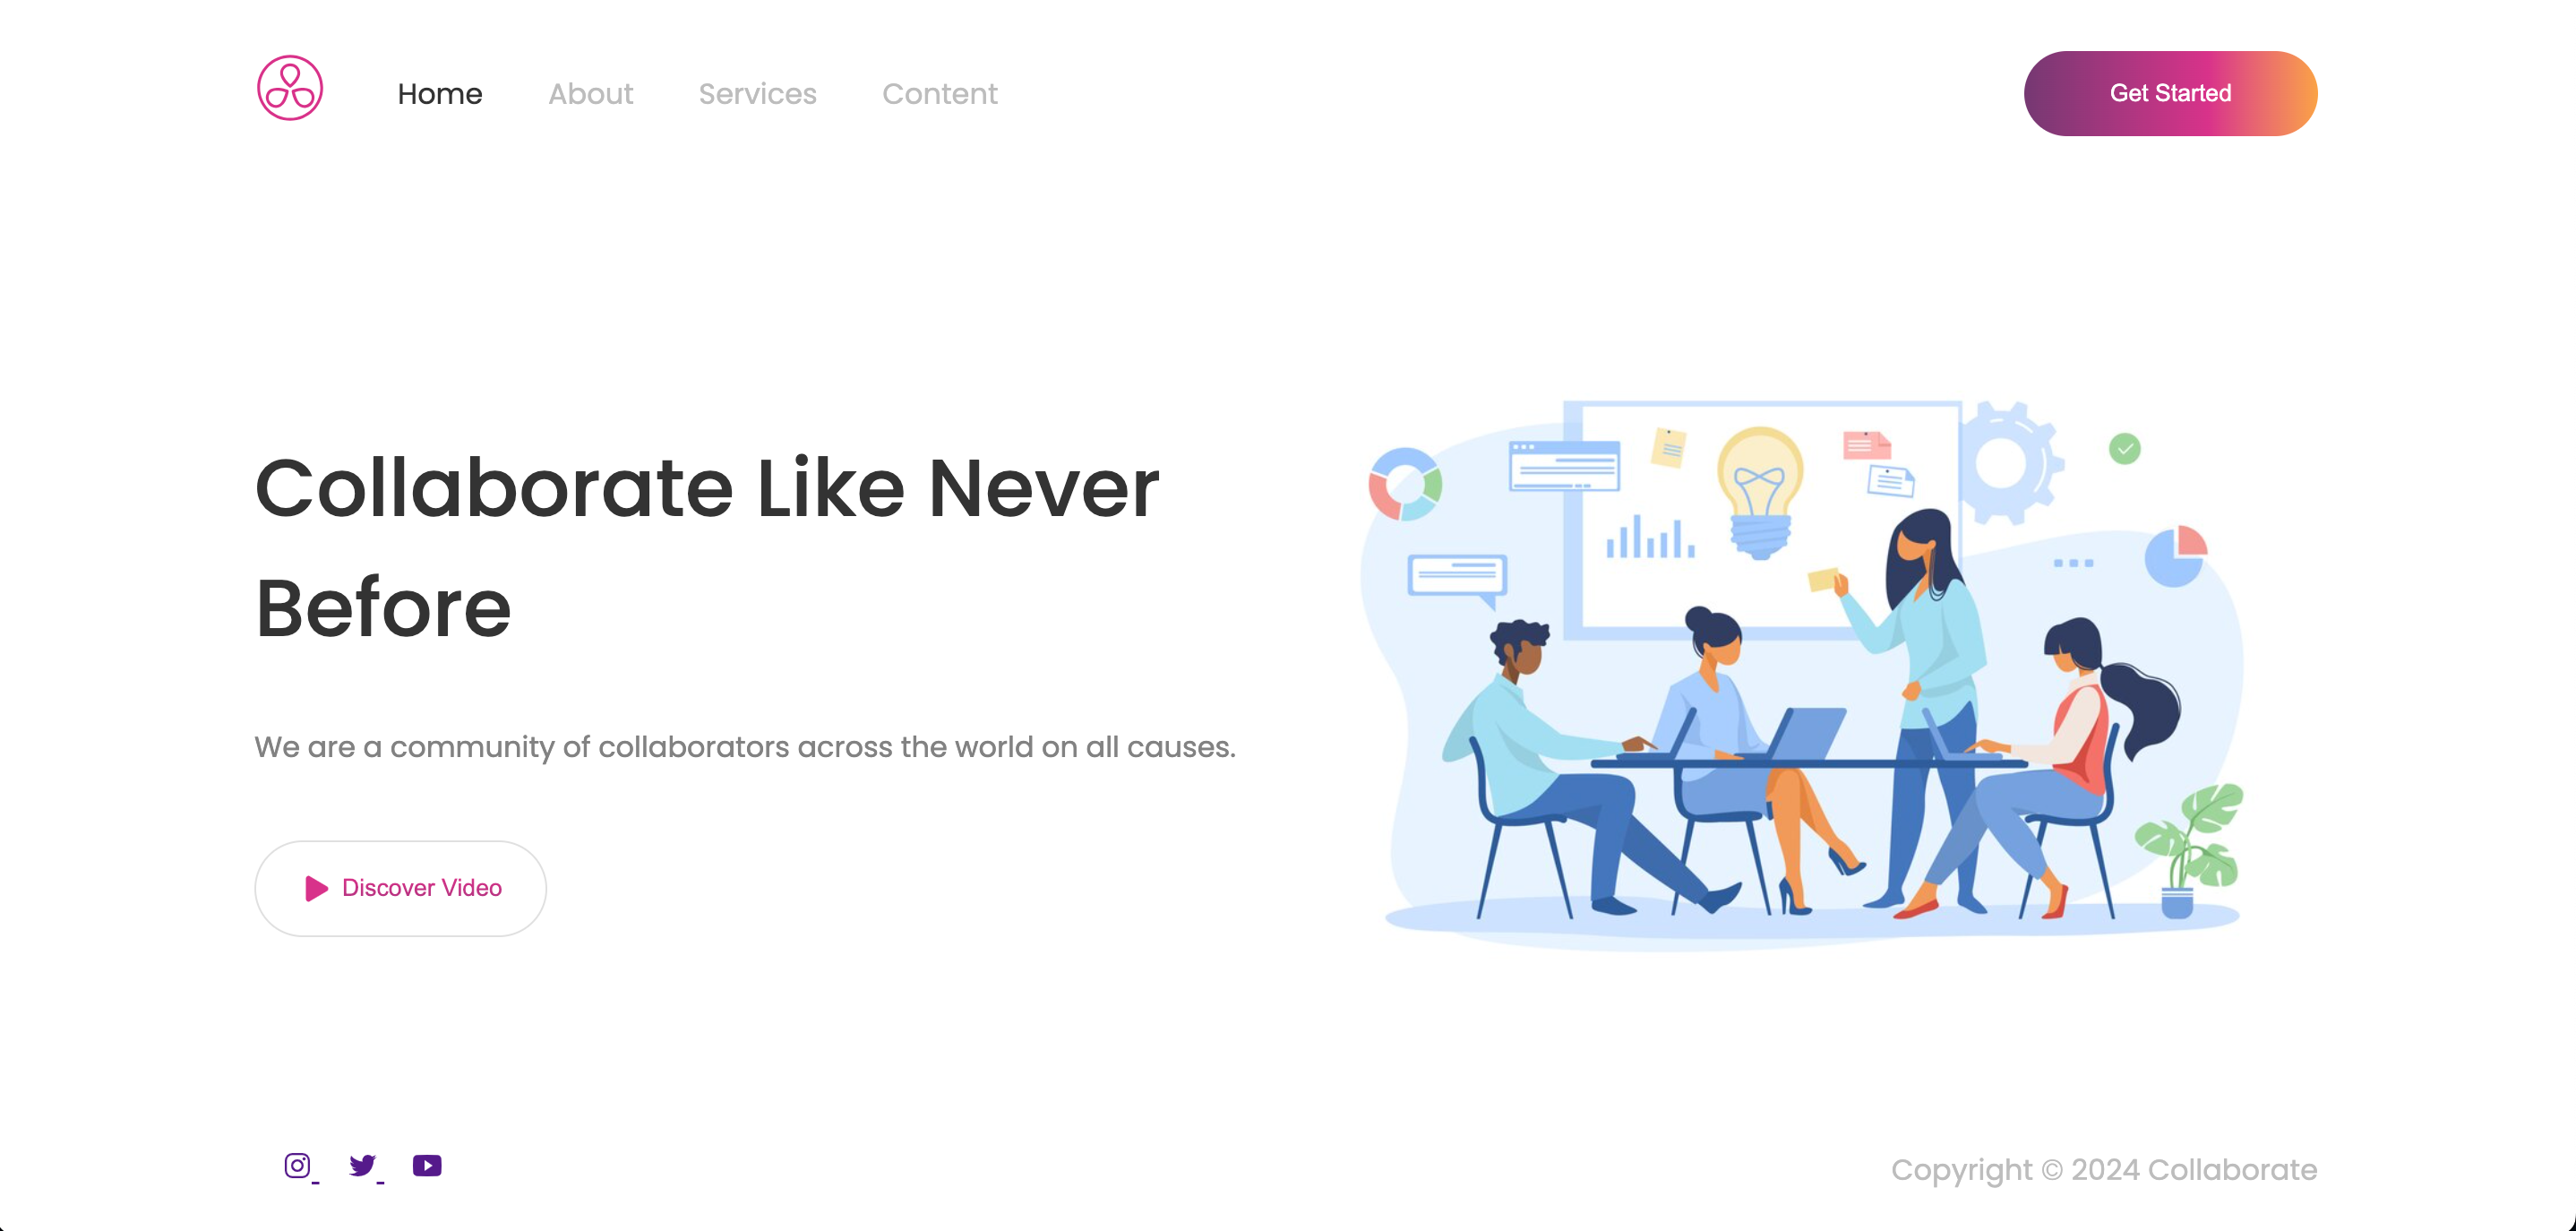 Home About Services Content Get Started
Collaborate Like Never
Before
We are a community of collaborators across the world on all causes.
Discover Video
Copyright © 2024 Collaborate